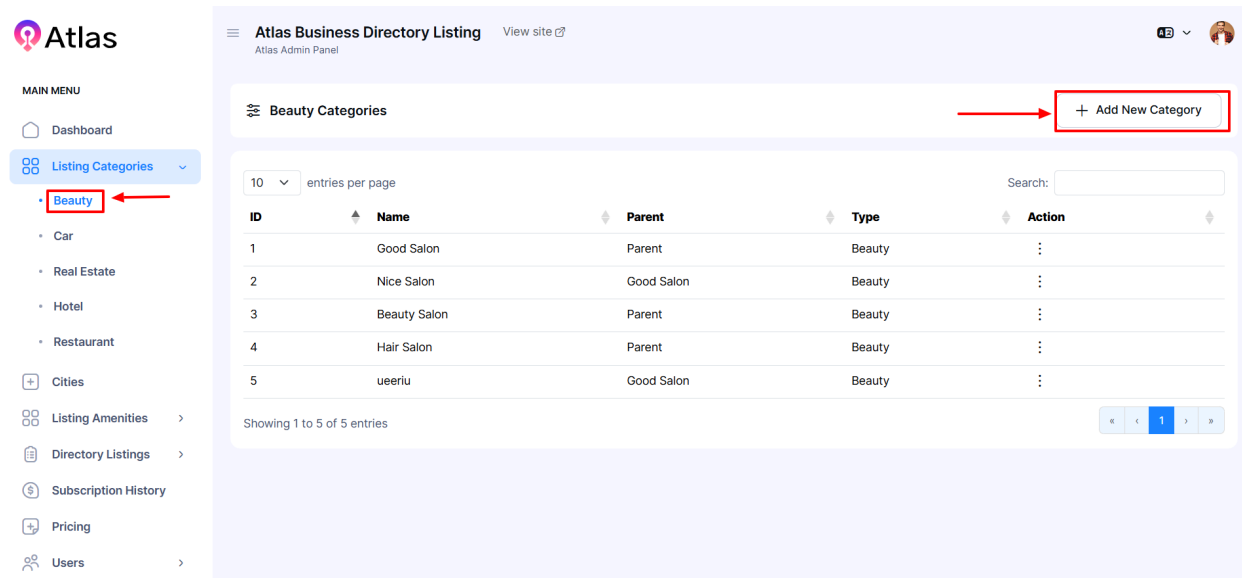 Atlas
MAIN MENU
Dashboard
Listing Categories
Beauty
Car
Real Estate
Hotel
Restaurant
Cities
Listing Amenities
Directory Listings
Subscription History
Pricing
Users
Atlas Business Directory Listing View site
Atlas Admin Panel
Beauty Categories
+ Add New Category
10 entries per page Search:
ID Name Parent Type Action
1 Good Salon Parent Beauty
2 Nice Salon Good Salon Beauty
3 Beauty Salon Parent Beauty
4 Hair Salon Parent Beauty
5 ueeriu Good Salon Beauty
Showing 1 to 5 of 5 entries « ‹ 1 › »